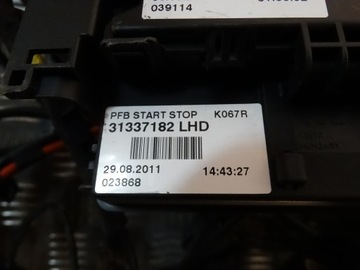 039114
PFB START STOP K067R
31337182 LHD
29.08.2011 14:43:27
023868